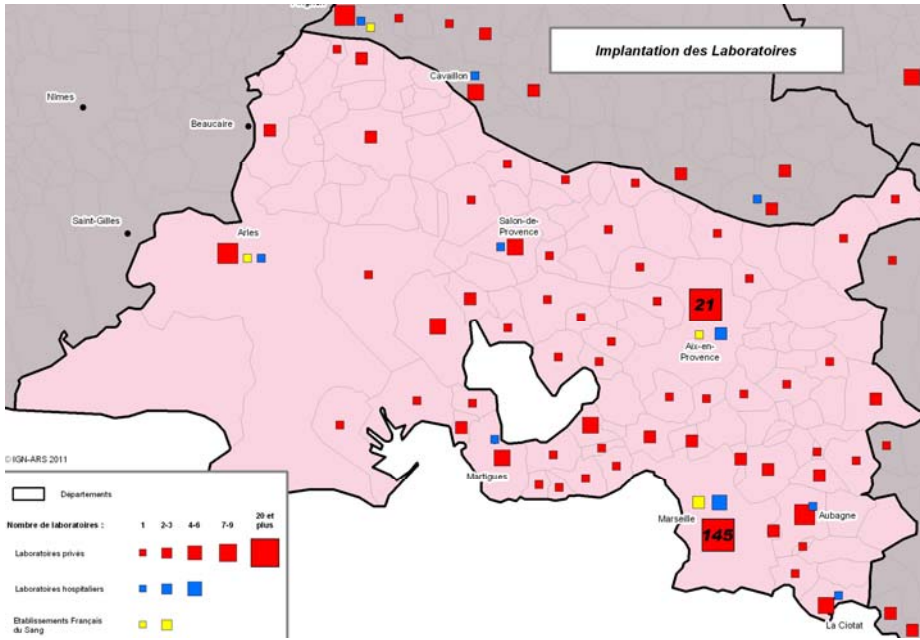 Avignon
Implantation des Laboratoires
Cavaillon
Nîmes
Beaucaire
Saint-Gilles
Arles
Salon-de-
Provence
21
Aix-en-
Provence
© IGN-ARS 2011
Martigues
Marseille
145
Aubagne
La Ciotat
Départements
Nombre de laboratoires :
1
2-3
4-6
7-9
20 et
plus
Laboratoires privés
Laboratoires hospitaliers
Etablissements Français
du Sang